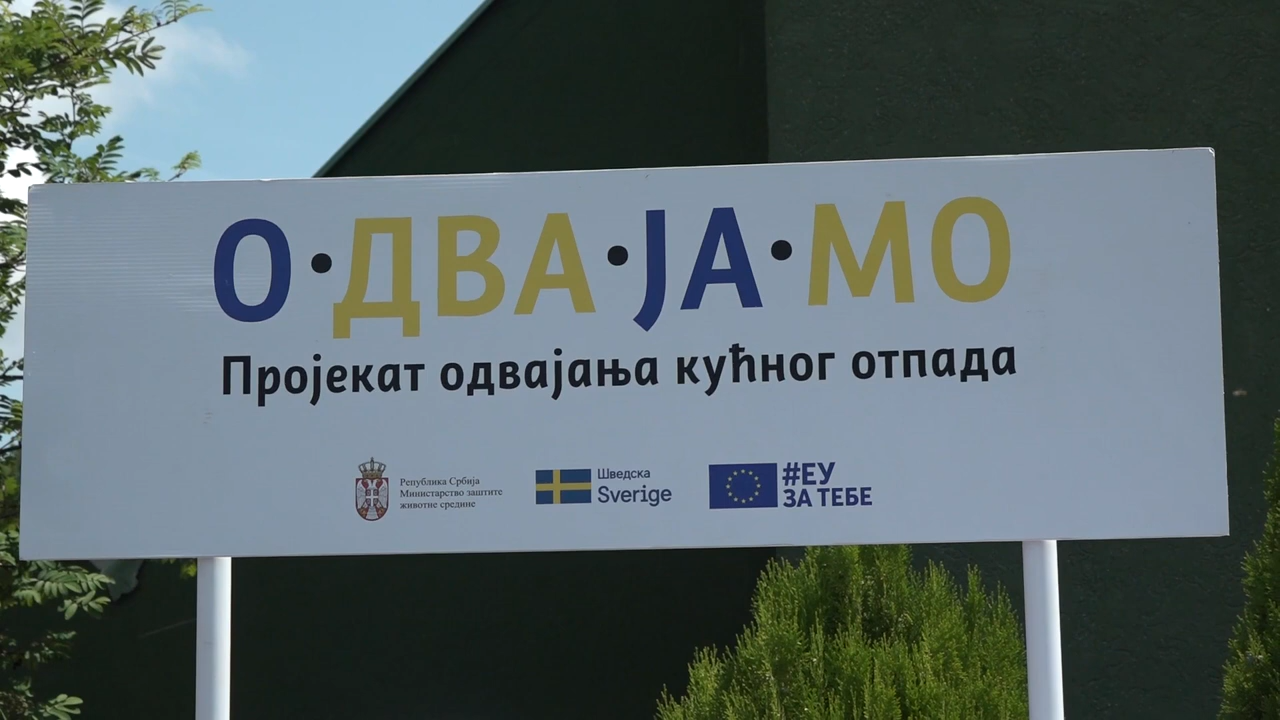 О•ДВА•ЈА•МО
Пројекат одвајања кућног отпада
Република Србија
Министарство заштите
животне средине
Шведска
Sverige
#ЕУ
ЗА ТЕБЕ